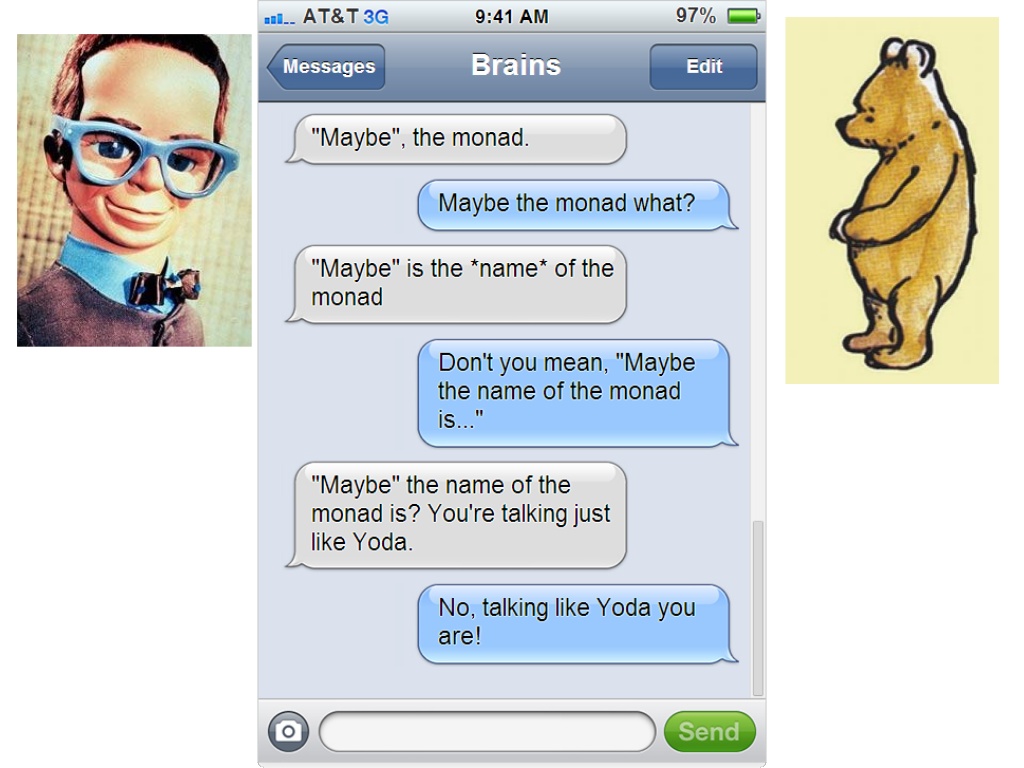 AT&T 3G 9:41 AM 97%
Messages Brains Edit
"Maybe", the monad.
Maybe the monad what?
"Maybe" is the *name* of the
monad
Don't you mean, "Maybe
the name of the monad
is..."
"Maybe" the name of the
monad is? You're talking just
like Yoda.
No, talking like Yoda you
are!
Send